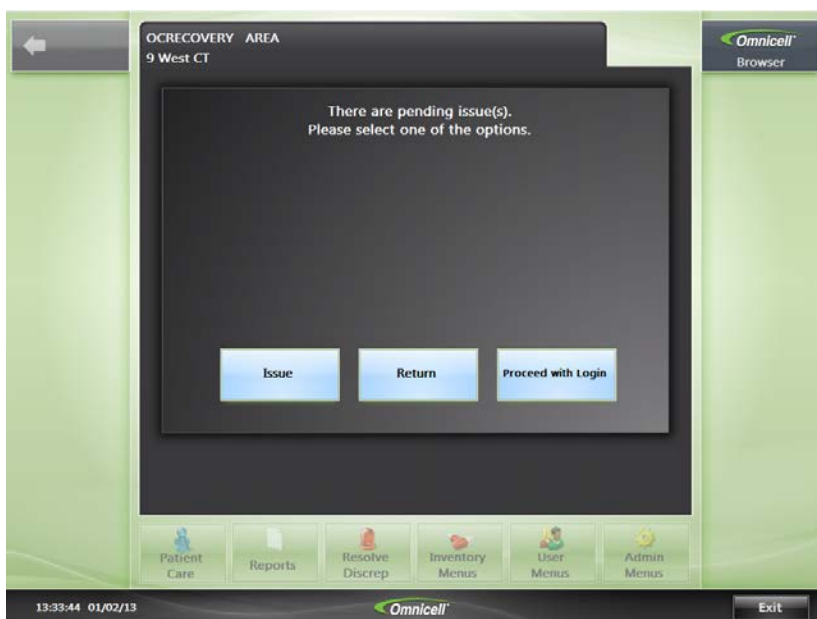 OCRECOVERY AREA
9 West CT
Omnicell
Browser
There are pending issue(s).
Please select one of the options.
Issue
Return
Proceed with Login
Patient
Care
Reports
Resolve
Discrep
Inventory
Menus
User
Menus
Admin
Menus
13:33:44 01/02/13
Omnicell
Exit